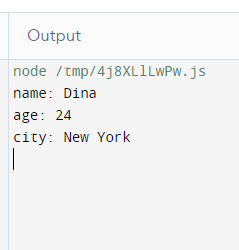 Output
node /tmp/4j8XLlLwPw.js
name: Dina
age: 24
city: New York